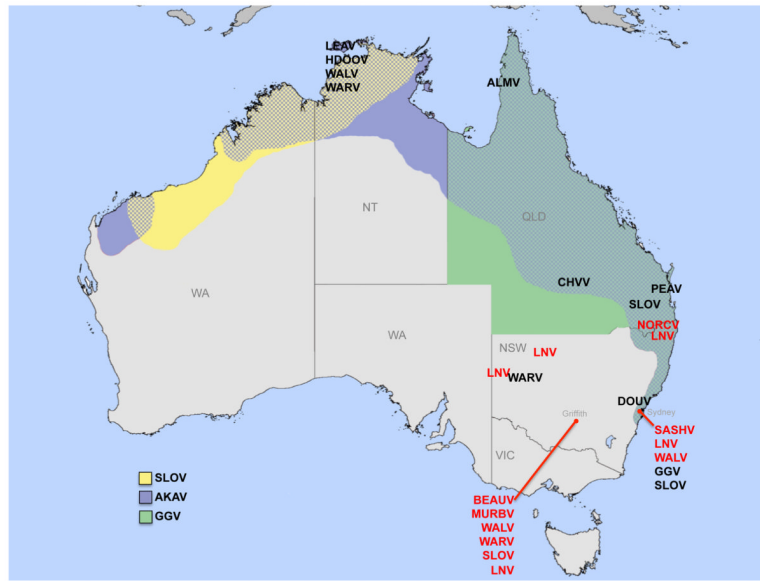 LEAV
HDOOV
WALV
WARV
ALMV
NT
QLD
WA
CHVV
PEAV
SLOV
NORCV
LNV
WA
NSW
LNV
LNV
WARV
DOUV
Sydney
Griffith
SASHV
LNV
WALV
GGV
SLOV
VIC
SLOV
AKAV
GGV
BEAUV
MURBV
WALV
WARV
SLOV
LNV